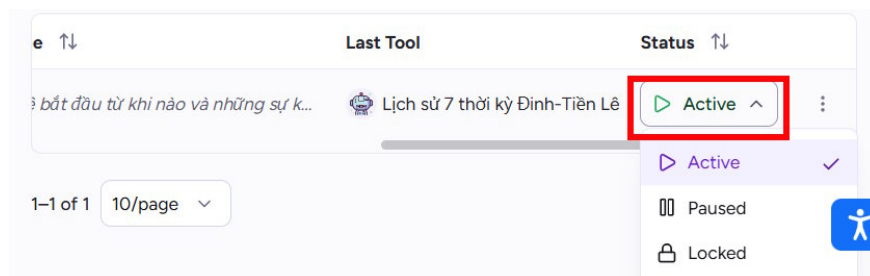 e Last Tool Status
ê bắt đầu từ khi nào và những sự k... Lịch sử 7 thời kỳ Đinh-Tiền Lê Active
Active
1–1 of 1 10/page Paused
Locked